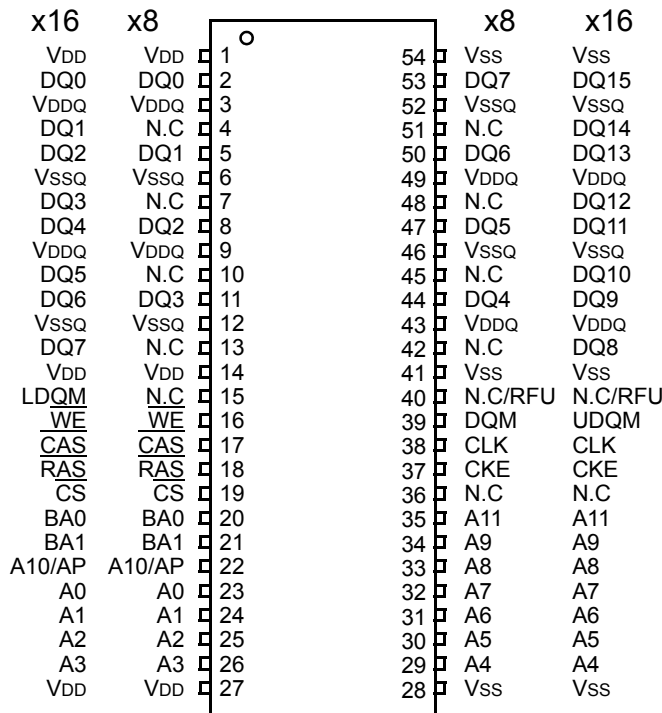 x16 x8 x8 x16
VDD VDD 1 54 VSS VSS
DQ0 DQ0 2 53 DQ7 DQ15
VDDQ VDDQ 3 52 VSSQ VSSQ
DQ1 N.C 4 51 N.C DQ14
DQ2 DQ1 5 50 DQ6 DQ13
VSSQ VSSQ 6 49 VDDQ VDDQ
DQ3 N.C 7 48 N.C DQ12
DQ4 DQ2 8 47 DQ5 DQ11
VDDQ VDDQ 9 46 VSSQ VSSQ
DQ5 N.C 10 45 N.C DQ10
DQ6 DQ3 11 44 DQ4 DQ9
VSSQ VSSQ 12 43 VDDQ VDDQ
DQ7 N.C 13 42 N.C DQ8
VDD VDD 14 41 VSS VSS
LDQM N.C 15 40 N.C/RFU N.C/RFU
WE WE 16 39 DQM UDQM
CAS CAS 17 38 CLK CLK
RAS RAS 18 37 CKE CKE
CS CS 19 36 N.C N.C
BA0 BA0 20 35 A11 A11
BA1 BA1 21 34 A9 A9
A10/AP A10/AP 22 33 A8 A8
A0 A0 23 32 A7 A7
A1 A1 24 31 A6 A6
A2 A2 25 30 A5 A5
A3 A3 26 29 A4 A4
VDD VDD 27 28 VSS VSS